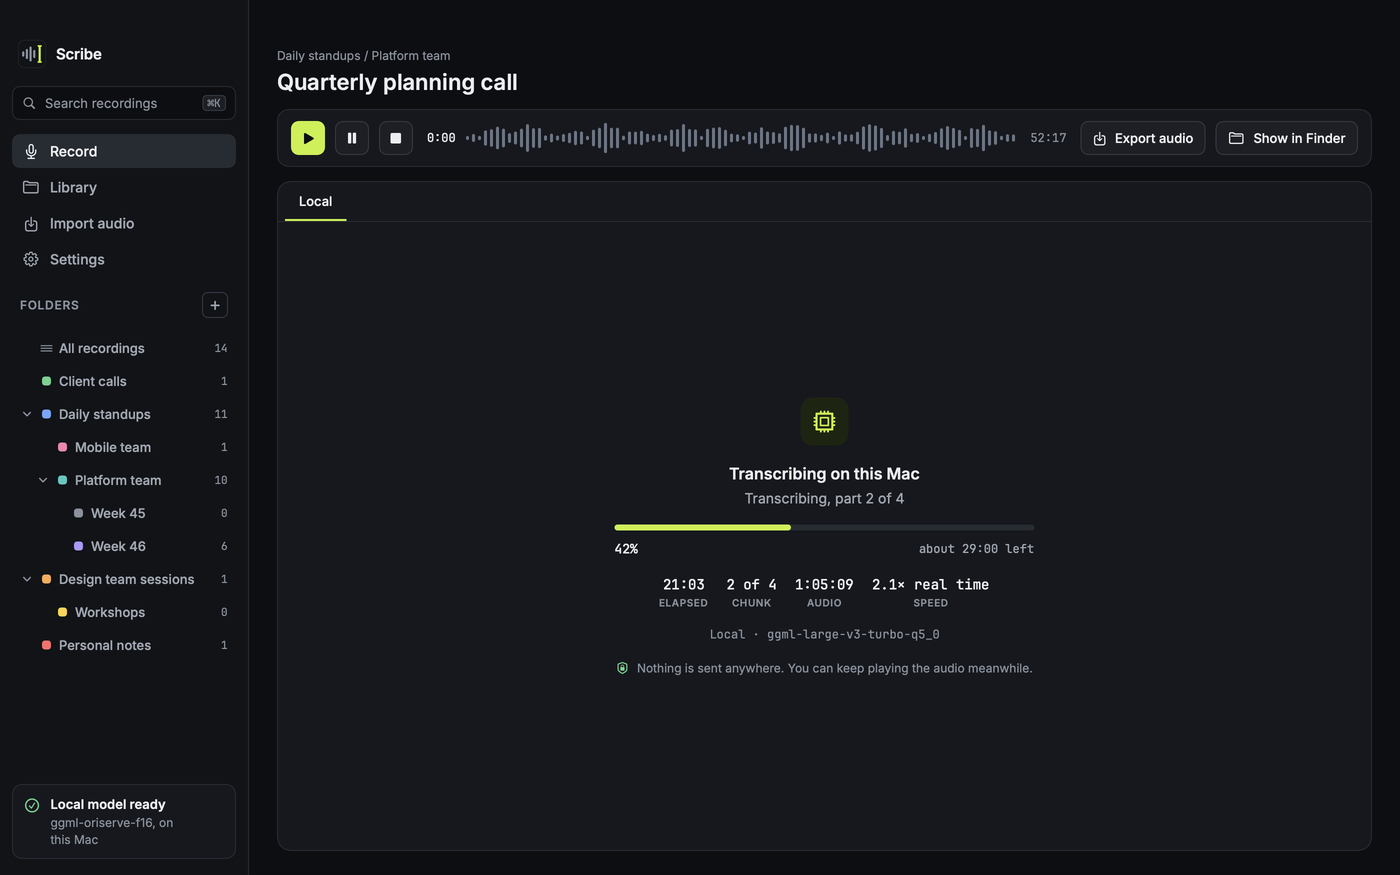 Scribe
Search recordings
⌘K
Record
Library
Import audio
Settings
FOLDERS
All recordings 14
Client calls 1
Daily standups 11
Mobile team 1
Platform team 10
Week 45 0
Week 46 6
Design team sessions 1
Workshops 0
Personal notes 1
Local model ready
ggml-oriserve-f16, on
this Mac
Daily standups / Platform team
Quarterly planning call
0:00
52:17
Export audio
Show in Finder
Local
Transcribing on this Mac
Transcribing, part 2 of 4
42% about 29:00 left
21:03 2 of 4 1:05:09 2.1× real time
ELAPSED CHUNK AUDIO SPEED
Local · ggml-large-v3-turbo-q5_0
Nothing is sent anywhere. You can keep playing the audio meanwhile.